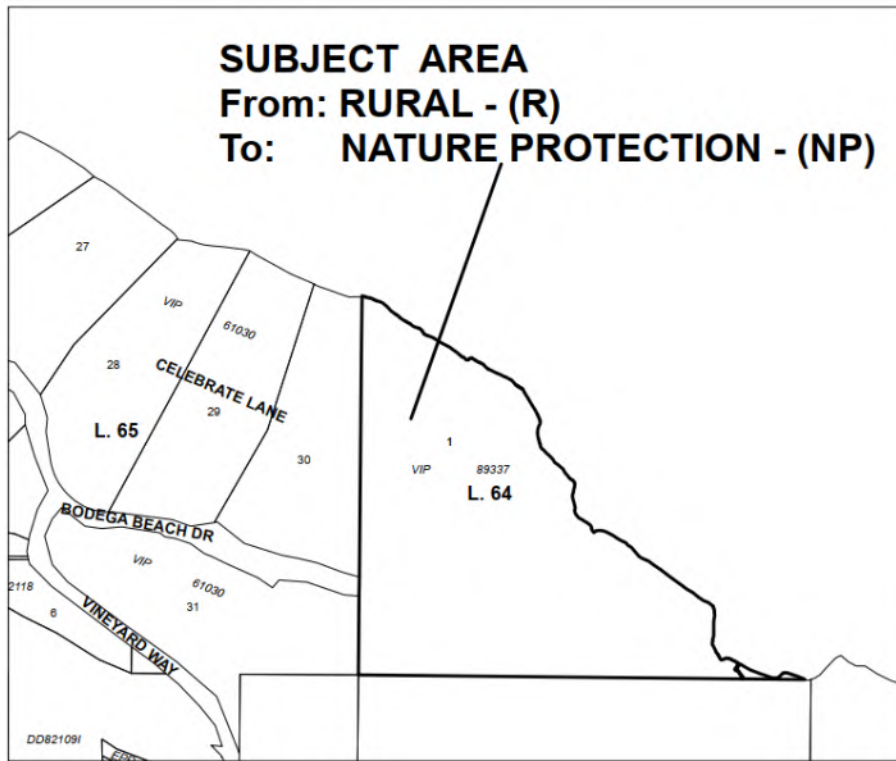 SUBJECT AREA
From: RURAL - (R)
To: NATURE PROTECTION - (NP)
27
VIP
61030
28
CELEBRATE LANE
29
L. 65
30
1
VIP 89337
L. 64
BODEGA BEACH DR
VIP
61030
31
2118
6
VINEYARD WAY
DD82109I